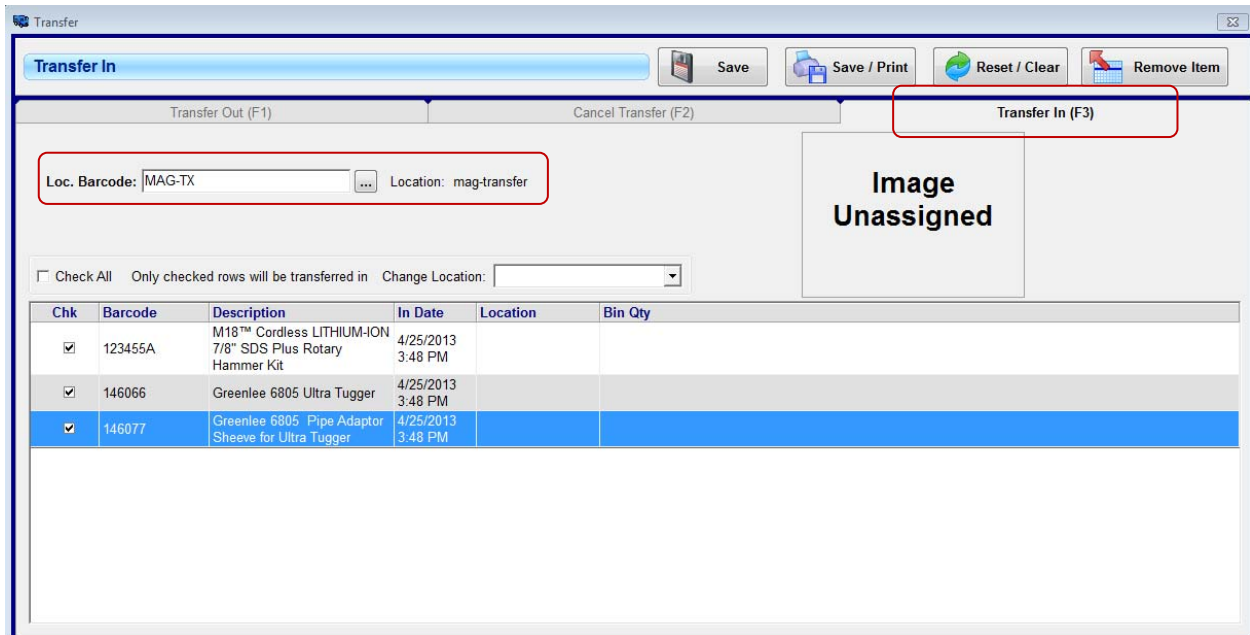 Transfer
Transfer In
Save
Save / Print
Reset / Clear
Remove Item
Transfer Out (F1)
Cancel Transfer (F2)
Transfer In (F3)
Loc. Barcode: MAG-TX ... Location: mag-transfer
Image
Unassigned
Check All Only checked rows will be transferred in Change Location:
Chk Barcode Description In Date Location Bin Qty
123455A
M18™ Cordless LITHIUM-ION
7/8" SDS Plus Rotary
Hammer Kit
4/25/2013
3:48 PM
146066
Greenlee 6805 Ultra Tugger
4/25/2013
3:48 PM
146077
Greenlee 6805 Pipe Adaptor
Sheeve for Ultra Tugger
4/25/2013
3:48 PM